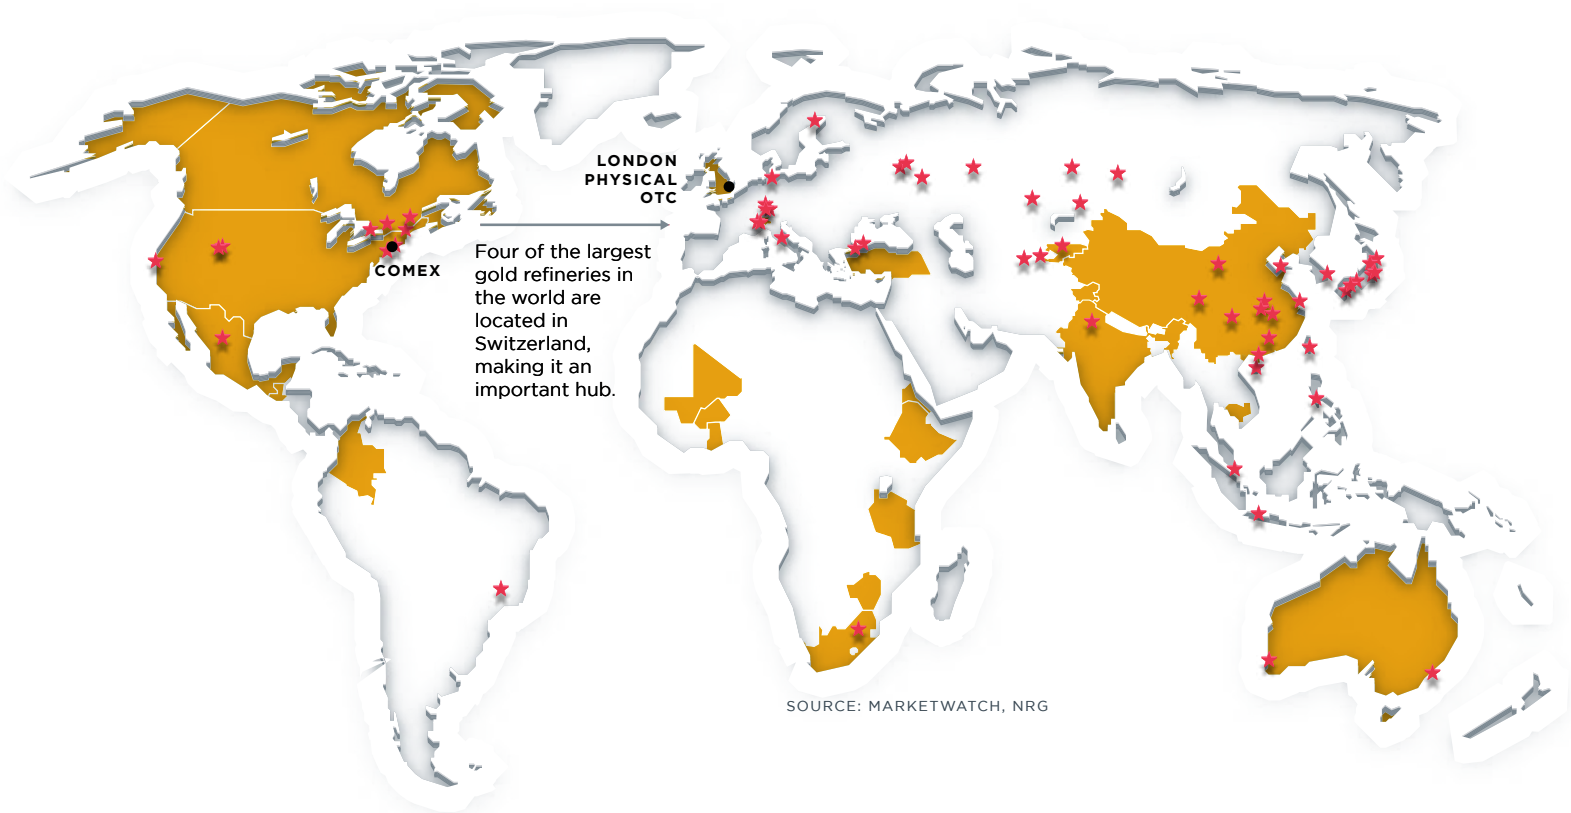 LONDON
PHYSICAL
OTC
COMEX
Four of the largest
gold refineries in
the world are
located in
Switzerland,
making it an
important hub.
SOURCE: MARKETWATCH, NRG